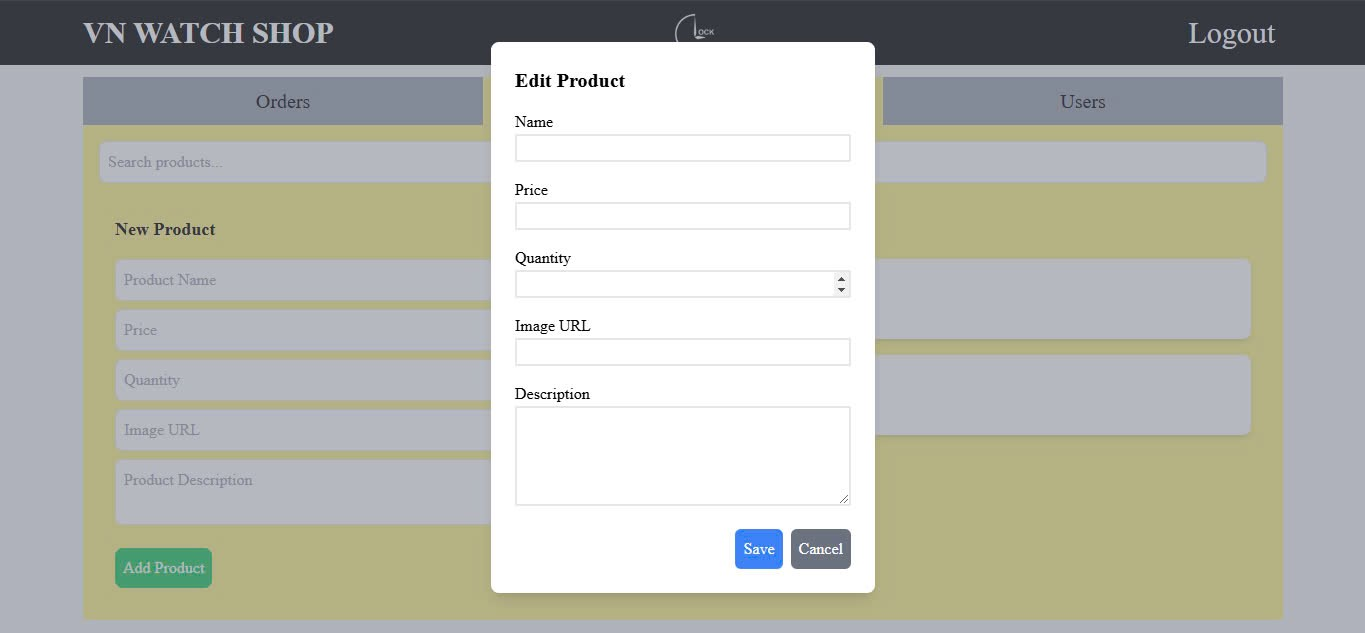 VN WATCH SHOP
LOCK
Logout
Orders
Users
Search products...
New Product
Product Name
Price
Quantity
Image URL
Product Description
Add Product
Edit Product
Name
Price
Quantity
Image URL
Description
Save
Cancel